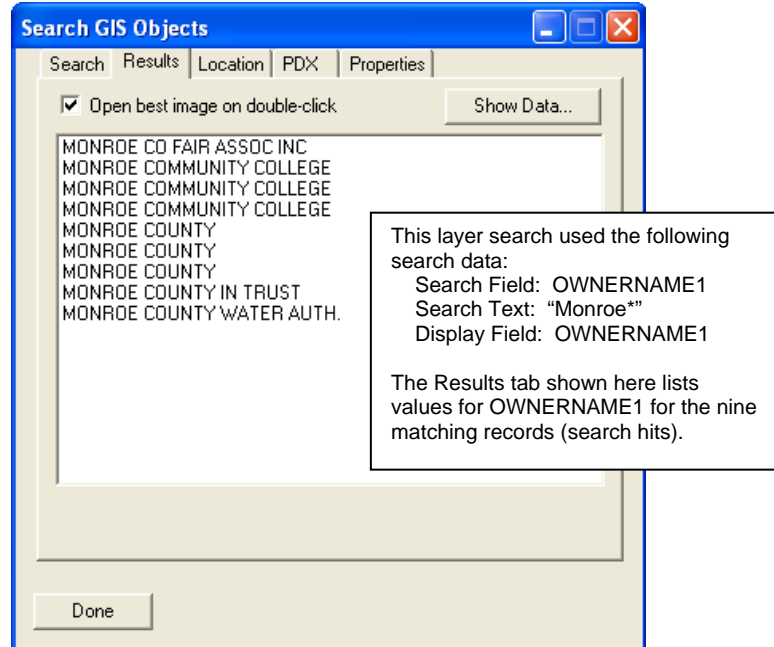 Search GIS Objects
Search Results Location PDX Properties
Open best image on double-click
Show Data...
MONROE CO FAIR ASSOC INC
MONROE COMMUNITY COLLEGE
MONROE COMMUNITY COLLEGE
MONROE COMMUNITY COLLEGE
MONROE COUNTY
MONROE COUNTY
MONROE COUNTY
MONROE COUNTY IN TRUST
MONROE COUNTY WATER AUTH.
This layer search used the following
search data:
Search Field: OWNERNAME1
Search Text: “Monroe*”
Display Field: OWNERNAME1
The Results tab shown here lists
values for OWNERNAME1 for the nine
matching records (search hits).
Done